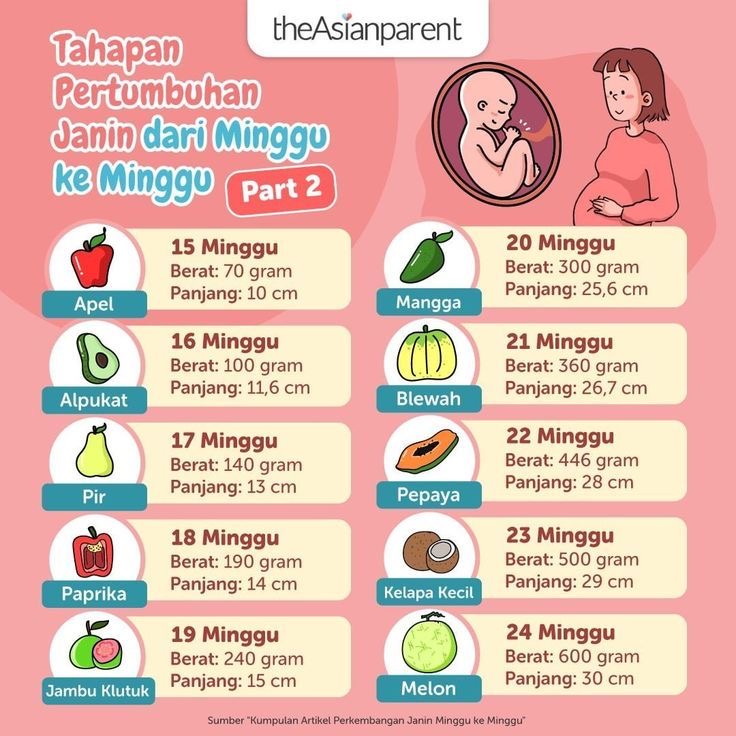 theAsianparent
Tahapan
Pertumbuhan
Janin dari Minggu
ke Minggu
Part 2
Apel
15 Minggu
Berat: 70 gram
Panjang: 10 cm
Alpukat
16 Minggu
Berat: 100 gram
Panjang: 11,6 cm
Pir
17 Minggu
Berat: 140 gram
Panjang: 13 cm
Paprika
18 Minggu
Berat: 190 gram
Panjang: 14 cm
Jambu Klutuk
19 Minggu
Berat: 240 gram
Panjang: 15 cm
Mangga
20 Minggu
Berat: 300 gram
Panjang: 25,6 cm
Blewah
21 Minggu
Berat: 360 gram
Panjang: 26,7 cm
Pepaya
22 Minggu
Berat: 446 gram
Panjang: 28 cm
Kelapa Kecil
23 Minggu
Berat: 500 gram
Panjang: 29 cm
Melon
24 Minggu
Berat: 600 gram
Panjang: 30 cm
Sumber "Kumpulan Artikel Perkembangan Janin Minggu ke Minggu"